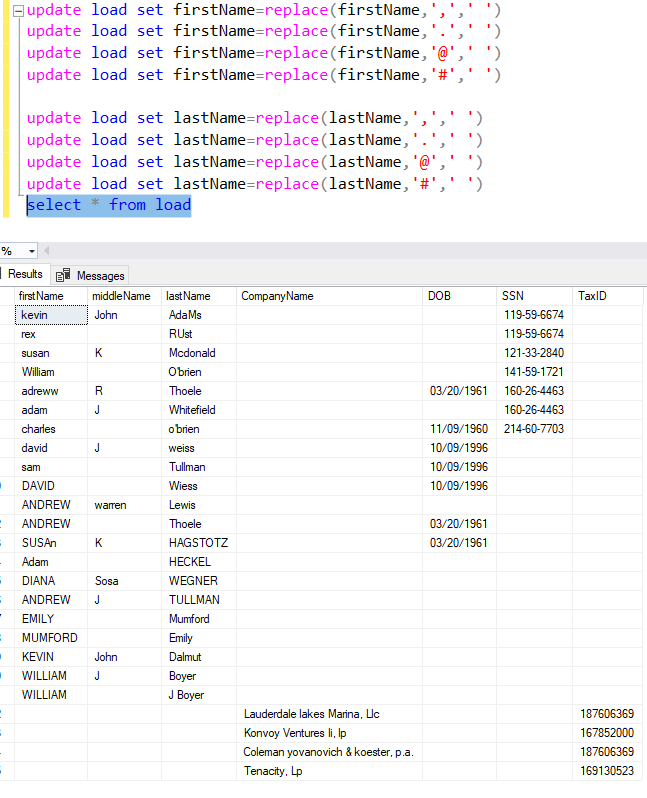 update load set firstName=replace(firstName,',',' ')
update load set firstName=replace(firstName,'.',' ')
update load set firstName=replace(firstName,'@',' ')
update load set firstName=replace(firstName,'#',' ')
update load set lastName=replace(lastName,',',' ')
update load set lastName=replace(lastName,'.',' ')
update load set lastName=replace(lastName,'@',' ')
update load set lastName=replace(lastName,'#',' ')
select * from load
%
Results Messages
firstName middleName lastName CompanyName DOB SSN TaxID
kevin John AdaMs 119-59-6674
rex RUst 119-59-6674
susan K Mcdonald 121-33-2840
William O'brien 141-59-1721
adreww R Thoele 03/20/1961 160-26-4463
adam J Whitefield 160-26-4463
charles o'brien 11/09/1960 214-60-7703
david J weiss 10/09/1996
sam Tullman 10/09/1996
DAVID Wiess 10/09/1996
ANDREW warren Lewis
ANDREW Thoele 03/20/1961
SUSAn K HAGSTOTZ 03/20/1961
Adam HECKEL
DIANA Sosa WEGNER
ANDREW J TULLMAN
EMILY Mumford
MUMFORD Emily
KEVIN John Dalmut
WILLIAM J Boyer
WILLIAM J Boyer
Lauderdale lakes Marina, Llc 187606369
Konvoy Ventures Ii, lp 167852000
Coleman yovanovich & koester, p.a. 187606369
Tenacity, Lp 169130523